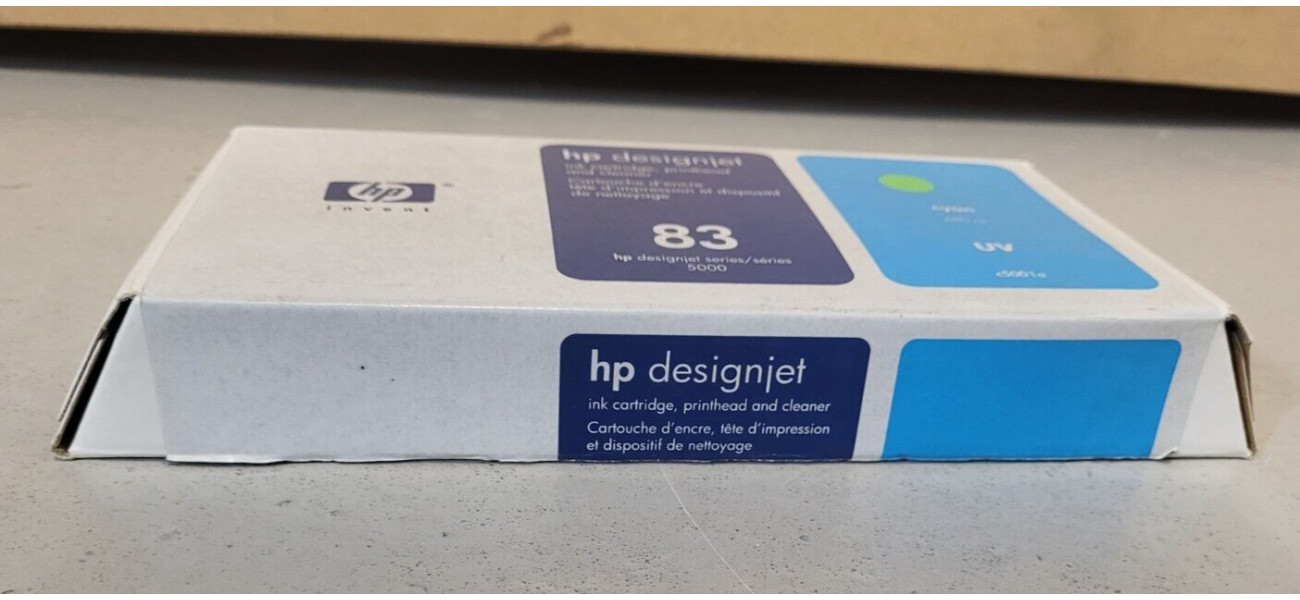 hp
invent
hp designjet
ink cartridge, printhead
and cleaner
Cartouche d'encre
tête d'impression et dispositif
de nettoyage
83
hp designjet series/séries
5000
cyan
UV
c5001a
hp designjet
ink cartridge, printhead and cleaner
Cartouche d'encre, tête d'impression
et dispositif de nettoyage